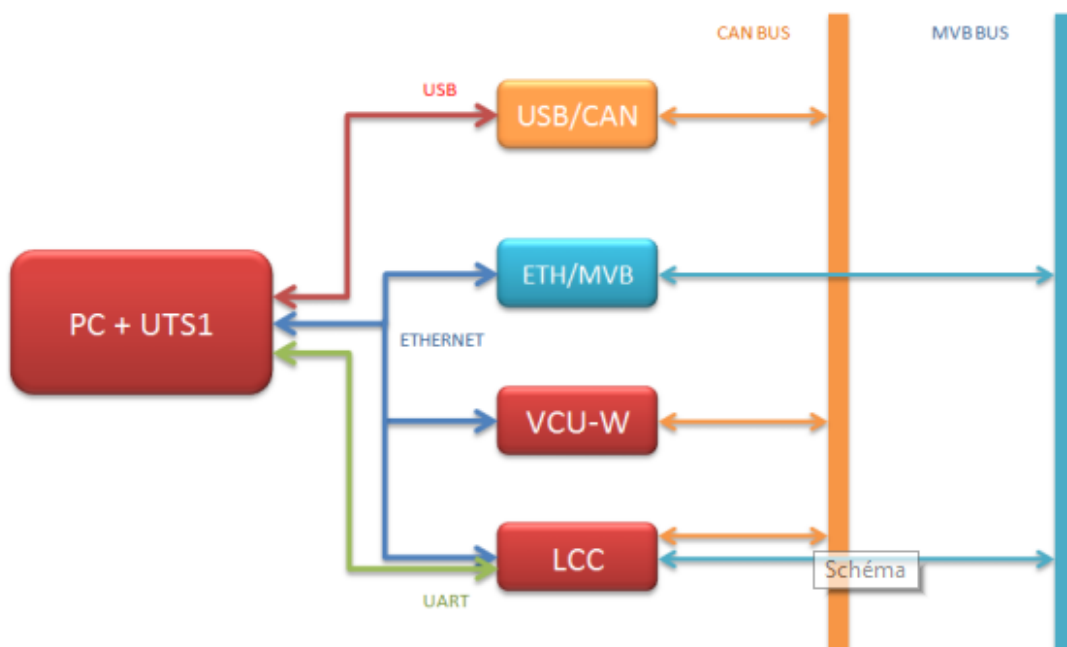 CAN BUS
MVB BUS
USB
USB/CAN
PC + UTS1
ETH/MVB
ETHERNET
VCU-W
LCC
Schéma
UART